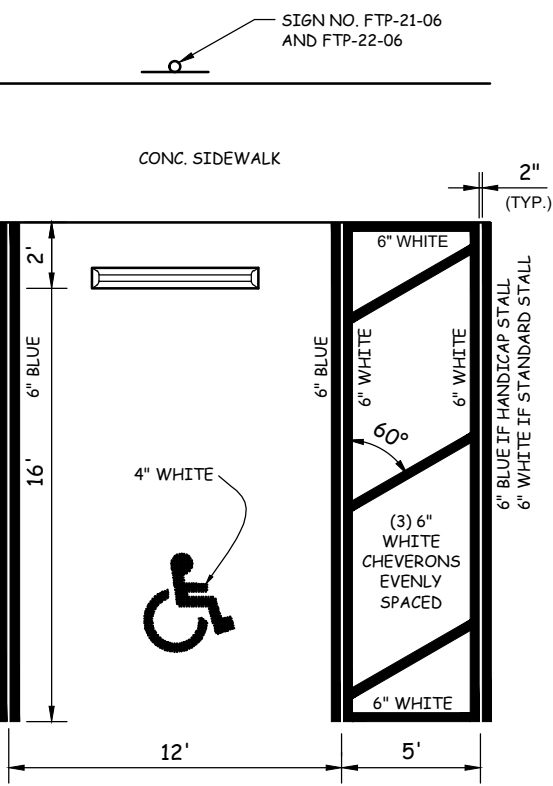 SIGN NO. FTP-21-06
AND FTP-22-06
CONC. SIDEWALK
2"
(TYP.)
2'
6" WHITE
6" BLUE
6" BLUE
6" WHITE
6" WHITE
6" BLUE IF HANDICAP STALL
6" WHITE IF STANDARD STALL
60°
16'
4" WHITE
(3) 6"
WHITE
CHEVERONS
EVENLY
SPACED
6" WHITE
12'
5'